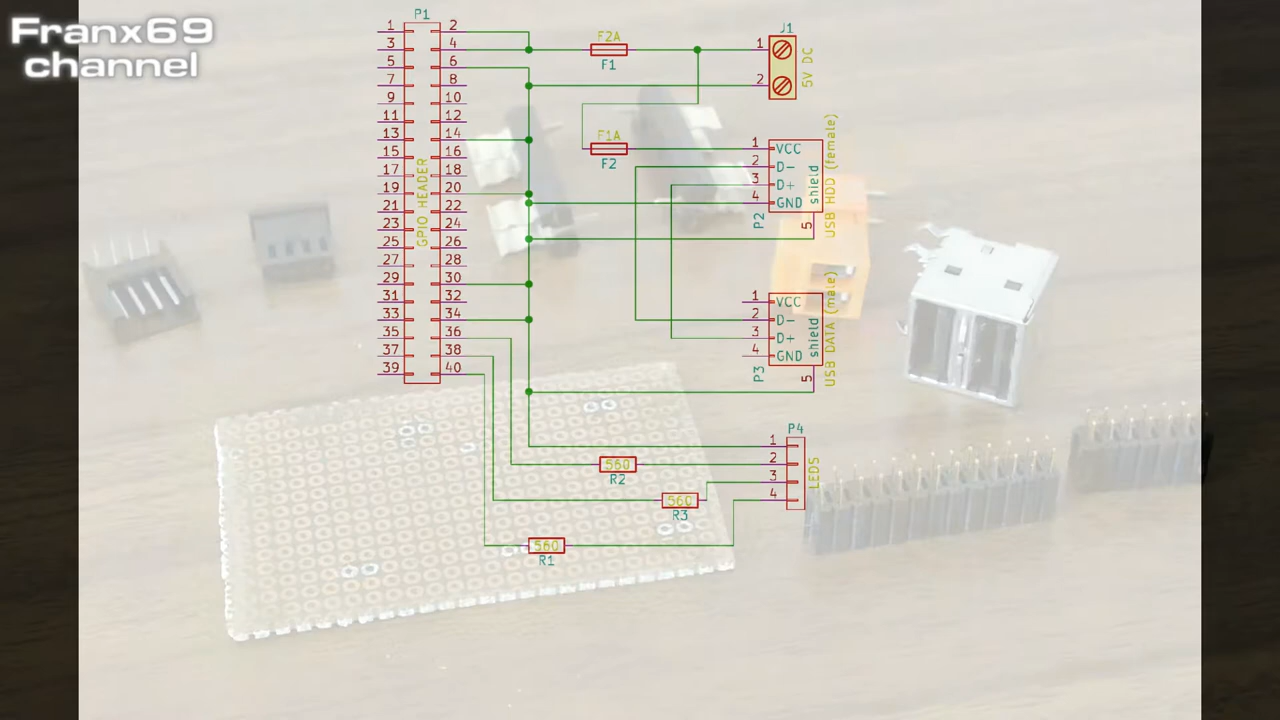 Franx69
channel
P1
1 2
3 4
5 6
7 8
9 10
11 12
13 14
15 16
17 18
19 20
21 22
23 24
25 26
27 28
29 30
31 32
33 34
35 36
37 38
39 40
GPIO HEADER
F2A
F1
J1
1
2
5V DC
F1A
F2
1 VCC
2 D-
3 D+
4 GND
shield
5
P2
USB HDD (female)
1 VCC
2 D-
3 D+
4 GND
shield
5
P3
USB DATA (male)
P4
1
2
3
4
LEDS
560
R2
560
R3
560
R1